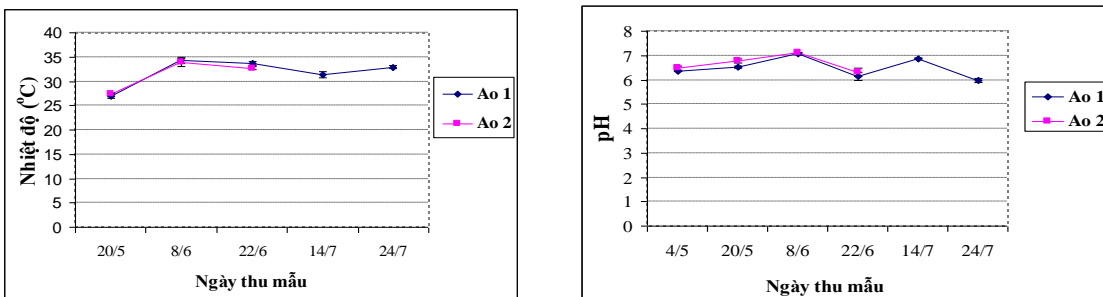 Nhiệt độ (⁰C)
40
35
30
25
20
15
10
5
0
20/5 8/6 22/6 14/7 24/7
Ngày thu mẫu
Ao 1
Ao 2
pH
8
7
6
5
4
3
2
1
0
4/5 20/5 8/6 22/6 14/7 24/7
Ngày thu mẫu
Ao 1
Ao 2